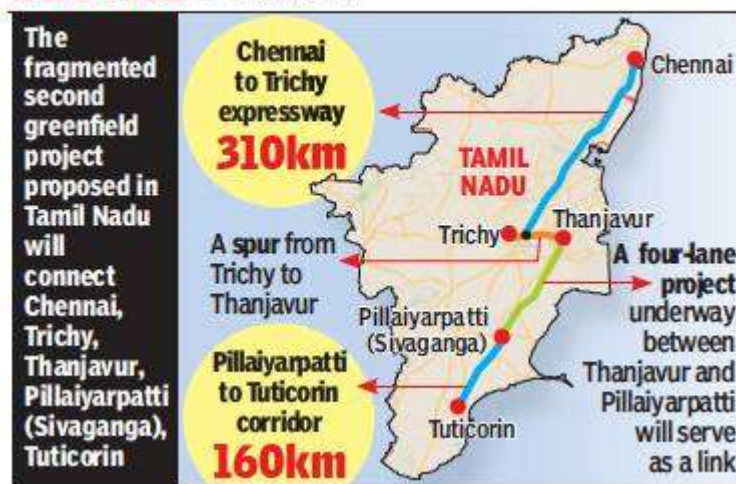 The
fragmented
second
greenfield
project
proposed in
Tamil Nadu
will
connect
Chennai,
Trichy,
Thanjavur,
Pillaiyarpatti
(Sivaganga),
Tuticorin
Chennai
to Trichy
expressway
310km
Chennai
TAMIL
NADU
Trichy
Thanjavur
A spur from
Trichy to
Thanjavur
Pillaiyarpatti
(Sivaganga)
Pillaiyarpatti
to Tuticorin
corridor
160km
Tuticorin
A four-lane
project
underway
between
Thanjavur and
Pillaiyarpatti
will serve
as a link